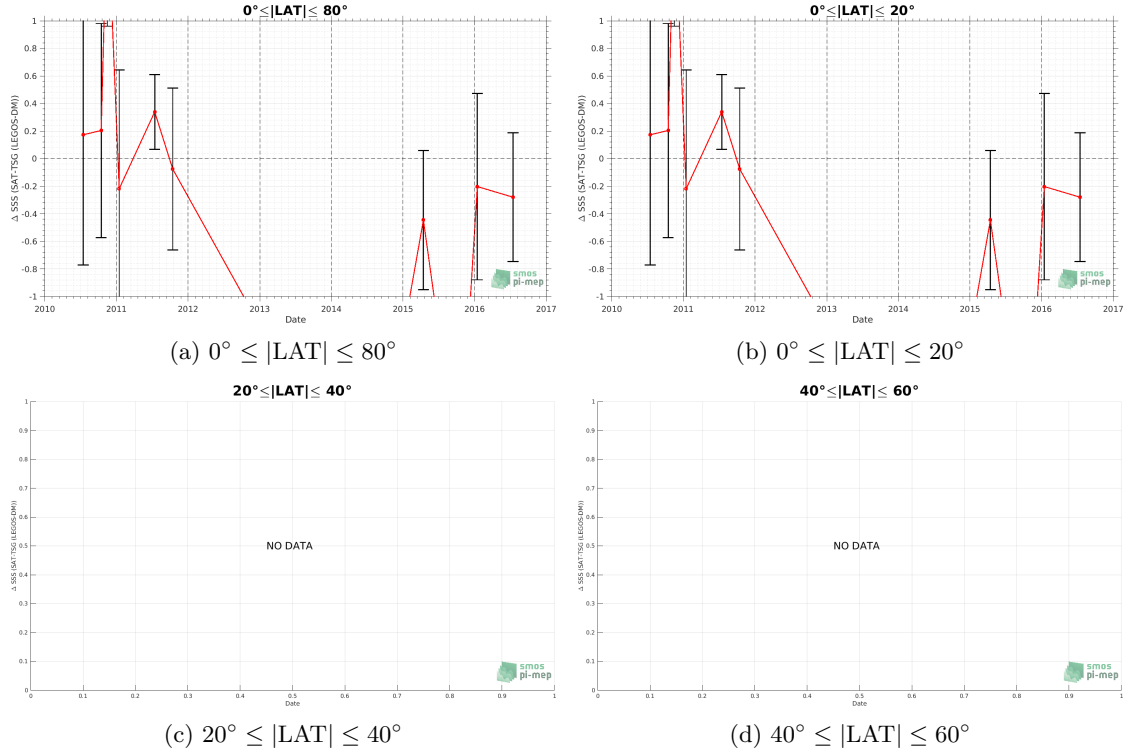 0°≤|LAT|≤ 80°
1
0.8
0.6
0.4
0.2
0
-0.2
-0.4
-0.6
-0.8
-1
Δ SSS (SAT-TSG (LEGOS-DM))
2010 2011 2012 2013 2014 2015 2016 2017
Date
smos
pi-mep
(a) 0° ≤ |LAT| ≤ 80°
0°≤|LAT|≤ 20°
1
0.8
0.6
0.4
0.2
0
-0.2
-0.4
-0.6
-0.8
-1
Δ SSS (SAT-TSG (LEGOS-DM))
2010 2011 2012 2013 2014 2015 2016 2017
Date
smos
pi-mep
(b) 0° ≤ |LAT| ≤ 20°
20°≤|LAT|≤ 40°
1
0.9
0.8
0.7
0.6
0.5
0.4
0.3
0.2
0.1
0
Δ SSS (SAT-TSG (LEGOS-DM))
NO DATA
0 0.1 0.2 0.3 0.4 0.5 0.6 0.7 0.8 0.9 1
Date
smos
pi-mep
(c) 20° ≤ |LAT| ≤ 40°
40°≤|LAT|≤ 60°
1
0.9
0.8
0.7
0.6
0.5
0.4
0.3
0.2
0.1
0
Δ SSS (SAT-TSG (LEGOS-DM))
NO DATA
0 0.1 0.2 0.3 0.4 0.5 0.6 0.7 0.8 0.9 1
Date
smos
pi-mep
(d) 40° ≤ |LAT| ≤ 60°